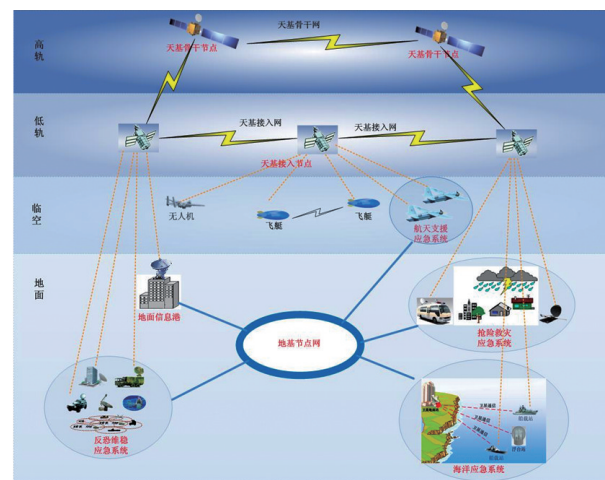 高轨
天基骨干网
天基骨干节点
天基骨干节点
低轨
天基接入网
天基接入网
天基接入节点
临空
无人机
飞艇
飞艇
航天支援
应急系统
地面
地面信息港
地基节点网
抢险救灾
应急系统
反恐维稳
应急系统
海洋应急系统